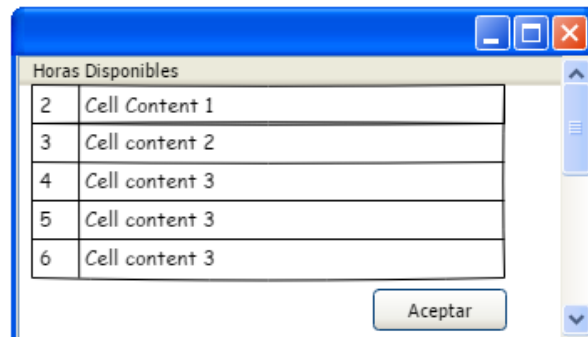 Horas Disponibles
2 Cell Content 1
3 Cell content 2
4 Cell content 3
5 Cell content 3
6 Cell content 3
Aceptar